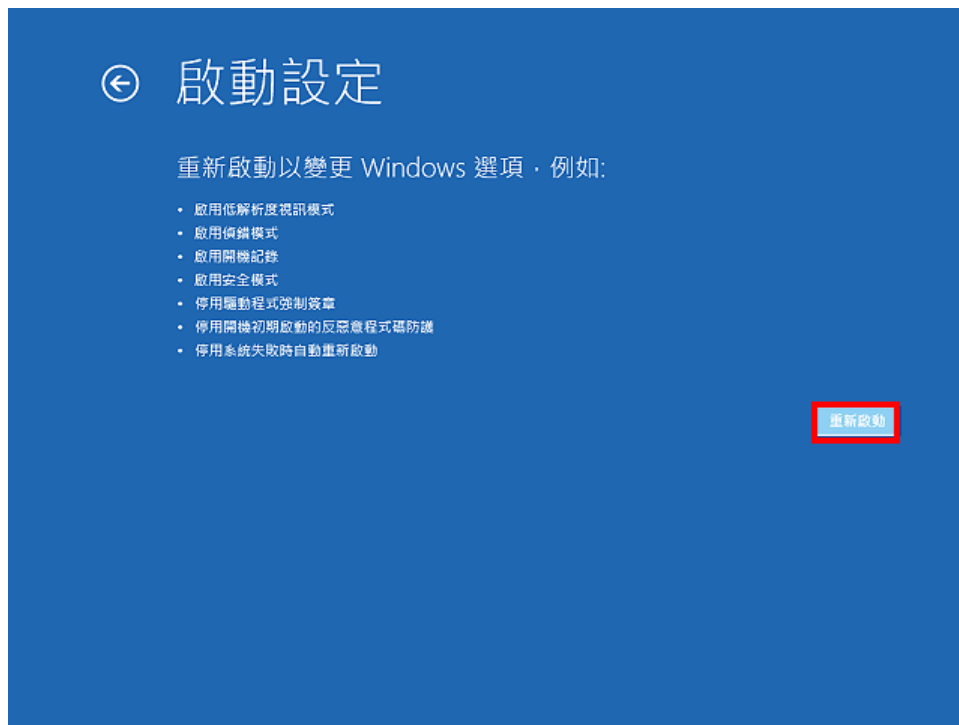 啟動設定
重新啟動以變更 Windows 選項，例如:
• 啟用低解析度視訊模式
• 啟用偵錯模式
• 啟用開機記錄
• 啟用安全模式
• 停用驅動程式強制簽章
• 停用開機初期啟動的反惡意程式碼防護
• 停用系統失敗時自動重新啟動
重新啟動